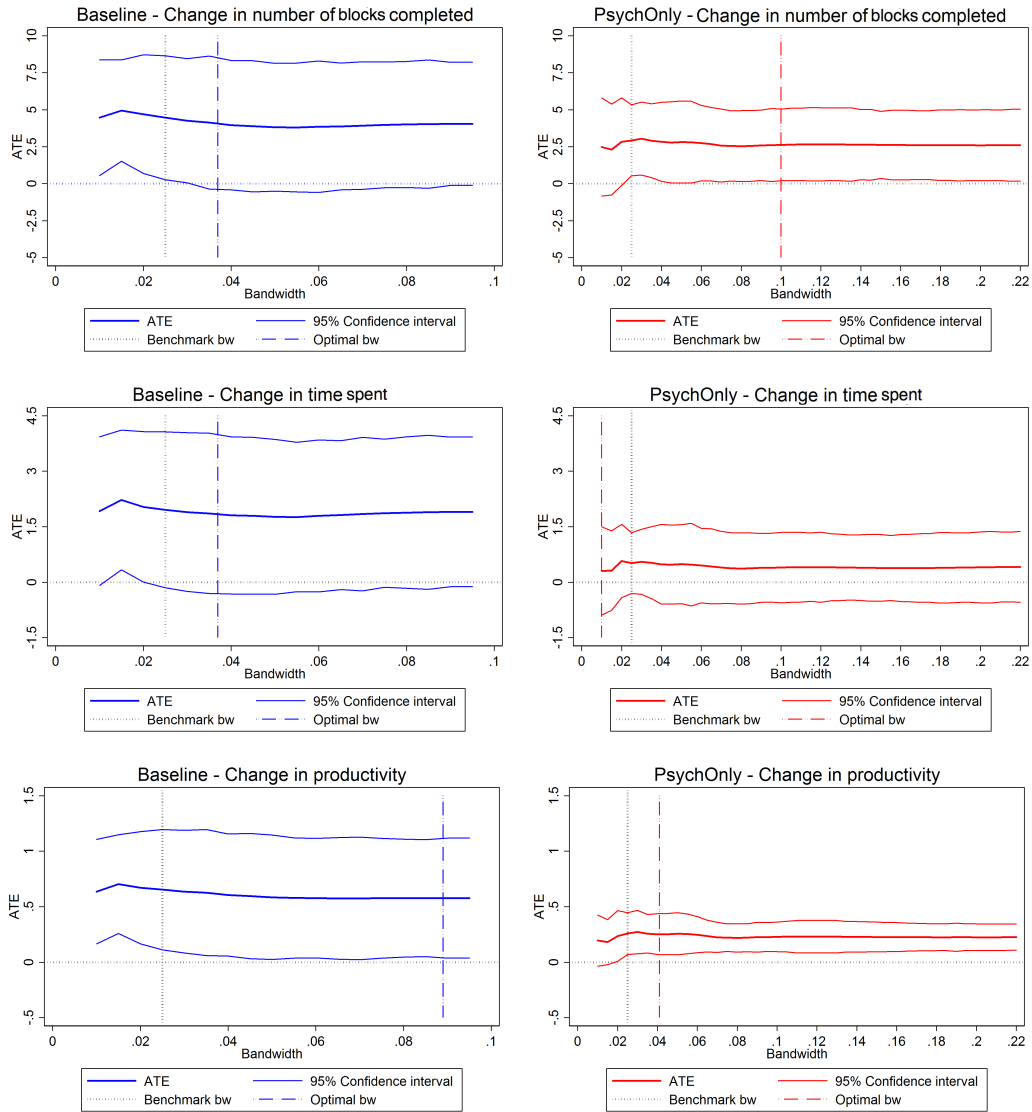 Baseline - Change in number of blocks completed
ATE
10
7.5
5
2.5
0
-2.5
-5
0 .02 .04 .06 .08 .1
Bandwidth
ATE 95% Confidence interval
Benchmark bw Optimal bw
PsychOnly - Change in number of blocks completed
ATE
10
7.5
5
2.5
0
-2.5
-5
0 .02 .04 .06 .08 .1 .12 .14 .16 .18 .2 .22
Bandwidth
ATE 95% Confidence interval
Benchmark bw Optimal bw
Baseline - Change in time spent
ATE
4.5
3
1.5
0
-1.5
0 .02 .04 .06 .08 .1
Bandwidth
ATE 95% Confidence interval
Benchmark bw Optimal bw
PsychOnly - Change in time spent
ATE
4.5
3
1.5
0
-1.5
0 .02 .04 .06 .08 .1 .12 .14 .16 .18 .2 .22
Bandwidth
ATE 95% Confidence interval
Benchmark bw Optimal bw
Baseline - Change in productivity
ATE
1.5
1
.5
0
-.5
0 .02 .04 .06 .08 .1
Bandwidth
ATE 95% Confidence interval
Benchmark bw Optimal bw
PsychOnly - Change in productivity
ATE
1.5
1
.5
0
-.5
0 .02 .04 .06 .08 .1 .12 .14 .16 .18 .2 .22
Bandwidth
ATE 95% Confidence interval
Benchmark bw Optimal bw